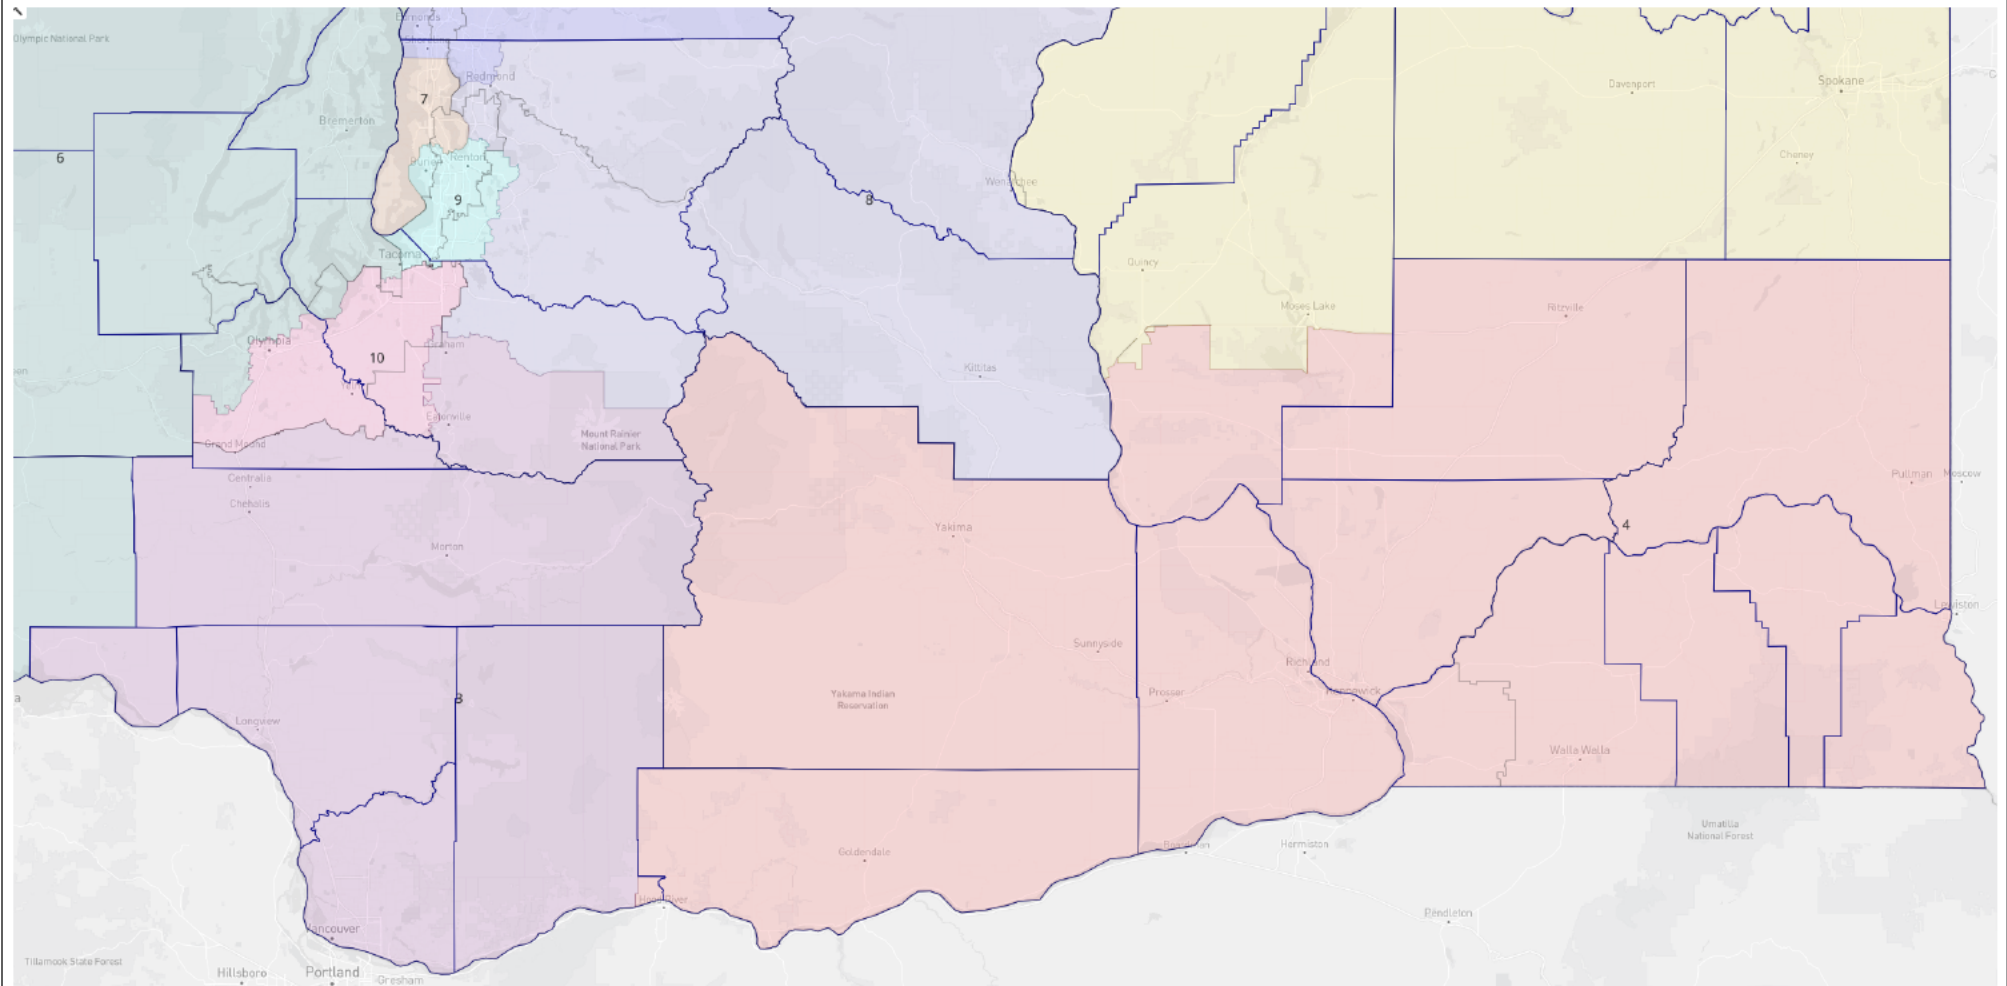 Edmonds
Olympic National Park
Redmond
7
Davenport
Spokane
Bremerton
6
Renton
Cheney
Wenatchee
9
8
Tacoma
Quincy
Moses Lake
Ritzville
Olympia
10
Graham
Kittitas
Eatonville
Grand Mound
Mount Rainier
National Park
Centralia
Pullman
Moscow
Chehalis
Yakima
4
Morton
Lewiston
Sunnyside
Richland
Prosser
Kennewick
Yakama Indian
Reservation
a
3
Longview
Walla Walla
Umatilla
National Forest
Goldendale
Boardman
Hermiston
Hood River
Pendleton
Vancouver
Tillamook State Forest
Hillsboro
Portland
Gresham